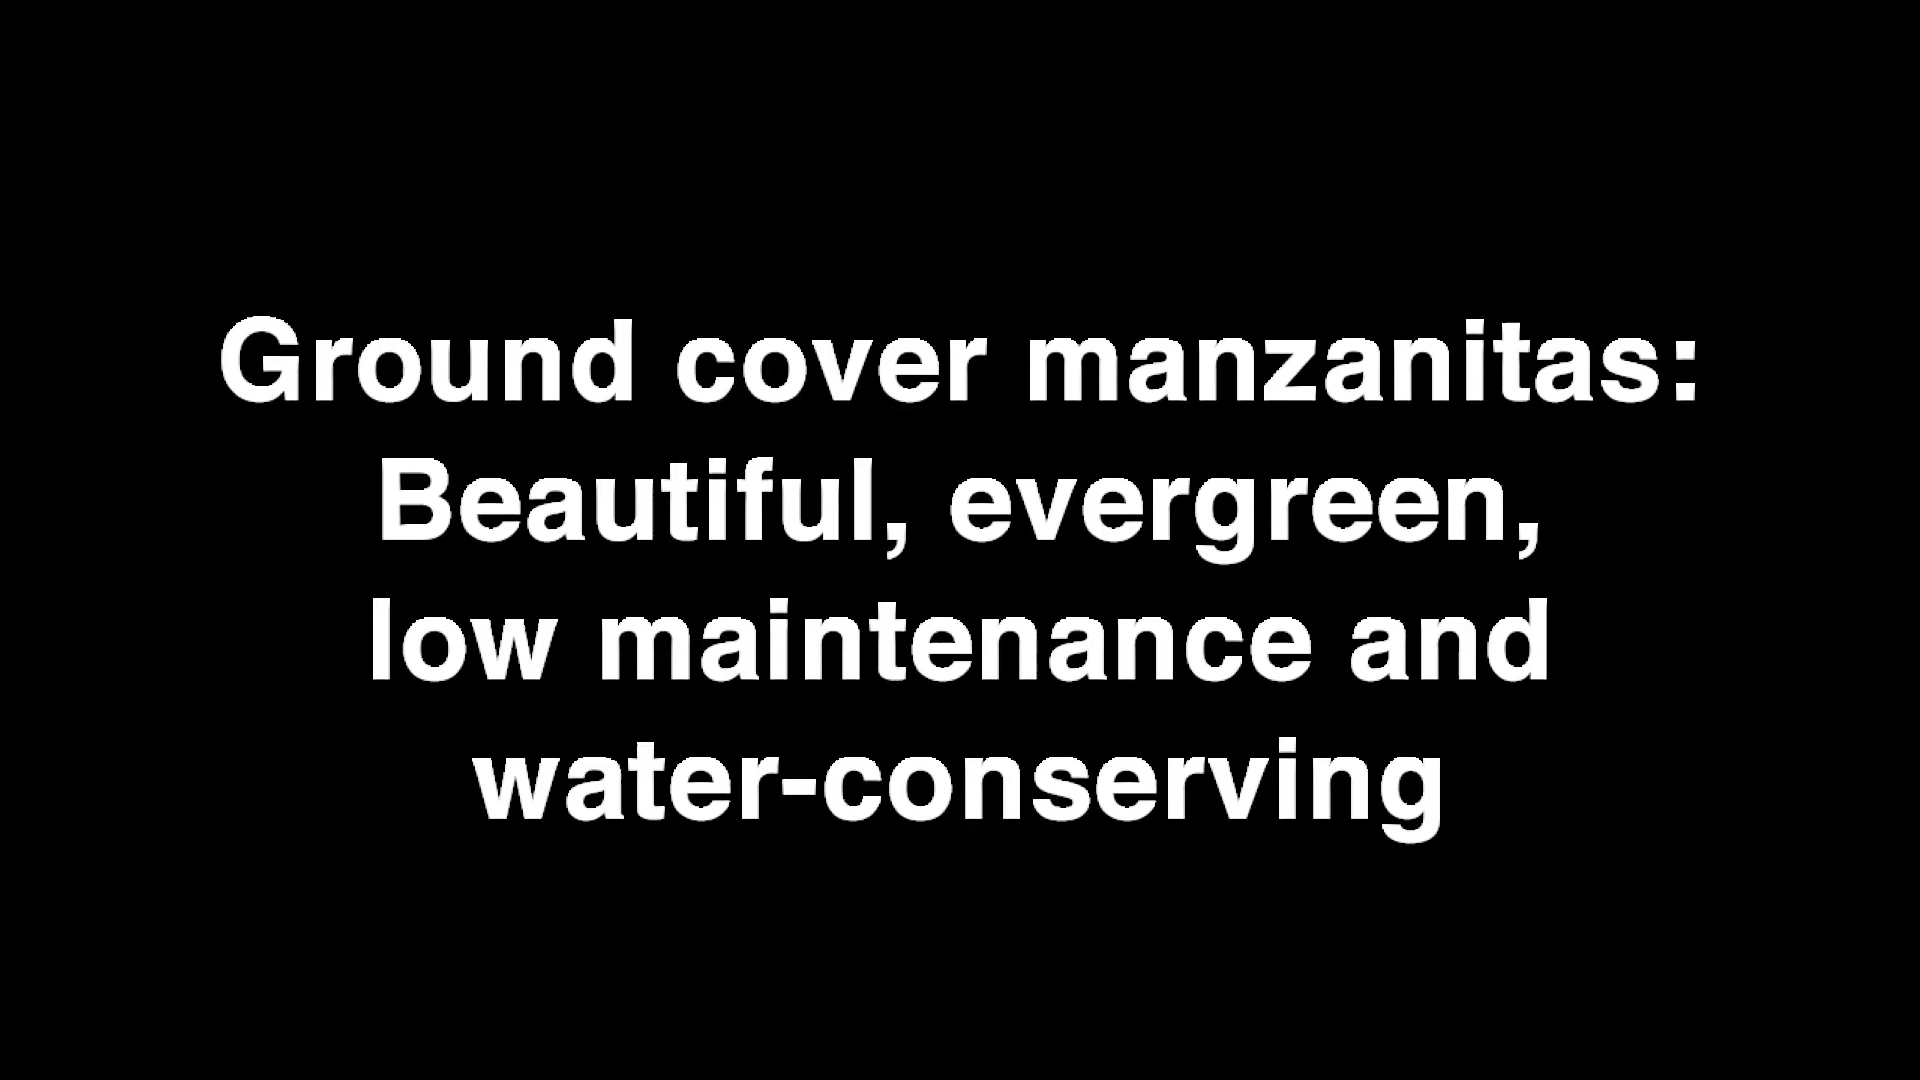 Ground cover manzanitas:
Beautiful, evergreen,
low maintenance and
water-conserving